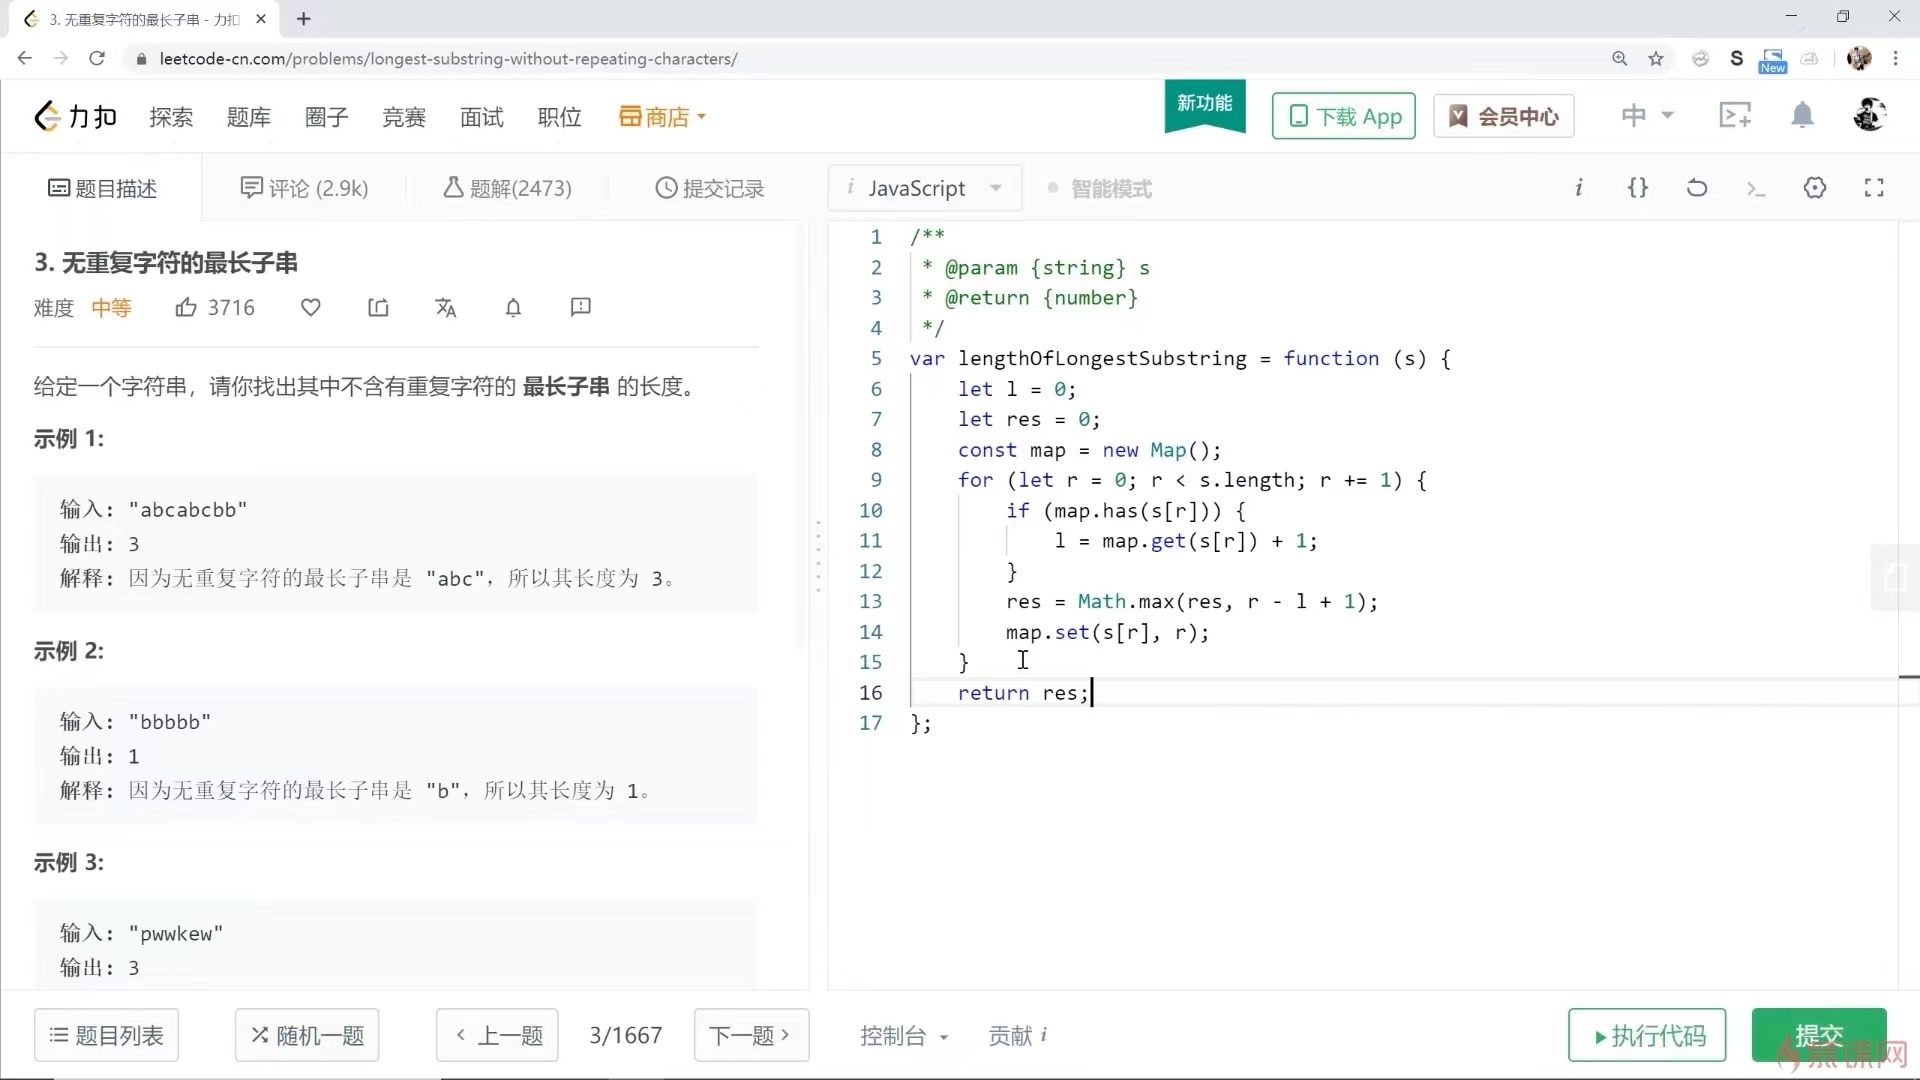 3. 无重复字符的最长子串 - 力扣
leetcode-cn.com/problems/longest-substring-without-repeating-characters/
S
New
力扣
探索
题库
圈子
竞赛
面试
职位
商店
新功能
下载 App
会员中心
中
题目描述
评论 (2.9k)
题解(2473)
提交记录
i JavaScript
智能模式
i
{}
3. 无重复字符的最长子串
难度 中等 3716
给定一个字符串，请你找出其中不含有重复字符的 最长子串 的长度。
示例 1:
输入: "abcabcbb"
输出: 3
解释: 因为无重复字符的最长子串是 "abc"，所以其长度为 3。
示例 2:
输入: "bbbbb"
输出: 1
解释: 因为无重复字符的最长子串是 "b"，所以其长度为 1。
示例 3:
输入: "pwwkew"
输出: 3
1 /**
2 * @param {string} s
3 * @return {number}
4 */
5 var lengthOfLongestSubstring = function (s) {
6 let l = 0;
7 let res = 0;
8 const map = new Map();
9 for (let r = 0; r < s.length; r += 1) {
10 if (map.has(s[r])) {
11 l = map.get(s[r]) + 1;
12 }
13 res = Math.max(res, r - l + 1);
14 map.set(s[r], r);
15 }
16 return res;
17 };
题目列表
随机一题
上一题
3/1667
下一题
控制台
贡献 i
执行代码
提交
慕课网